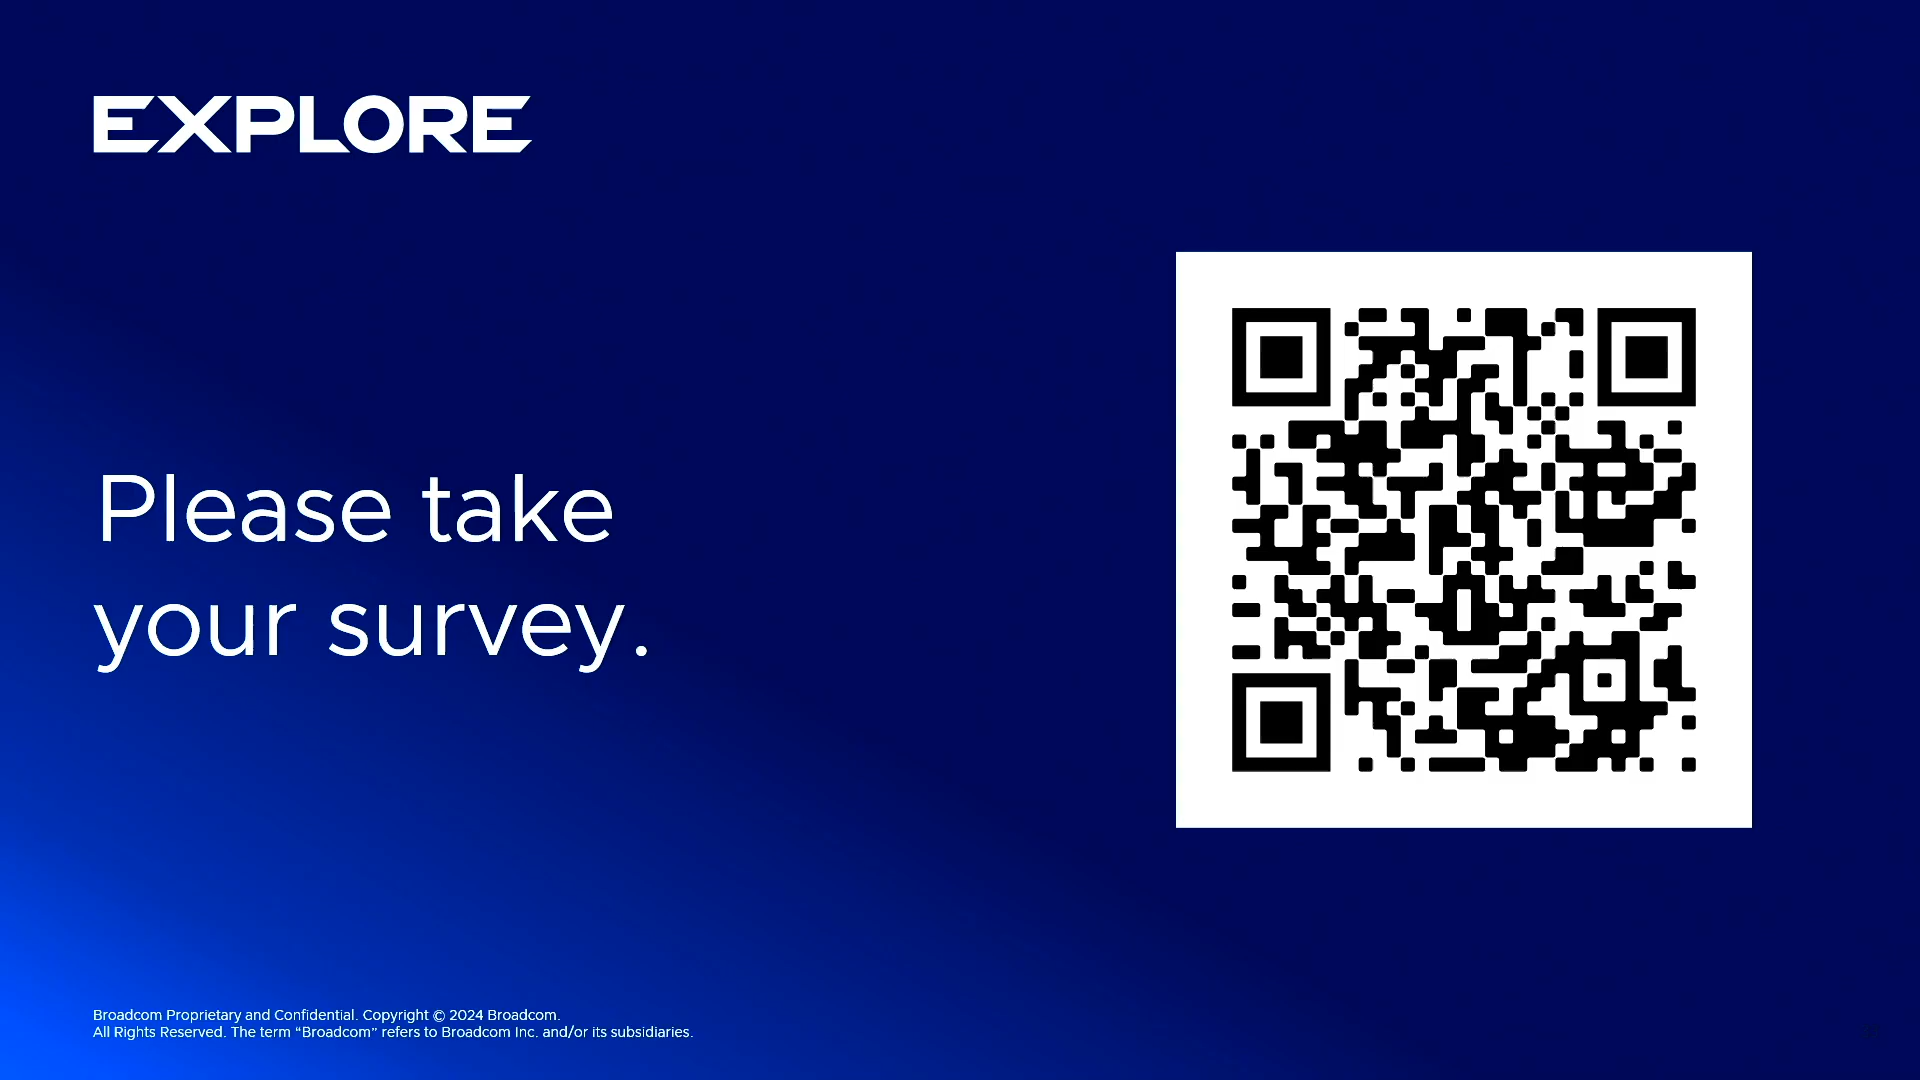 EXPLORE
Please take
your survey.
Broadcom Proprietary and Confidential. Copyright © 2024 Broadcom.
All Rights Reserved. The term “Broadcom” refers to Broadcom Inc. and/or its subsidiaries.